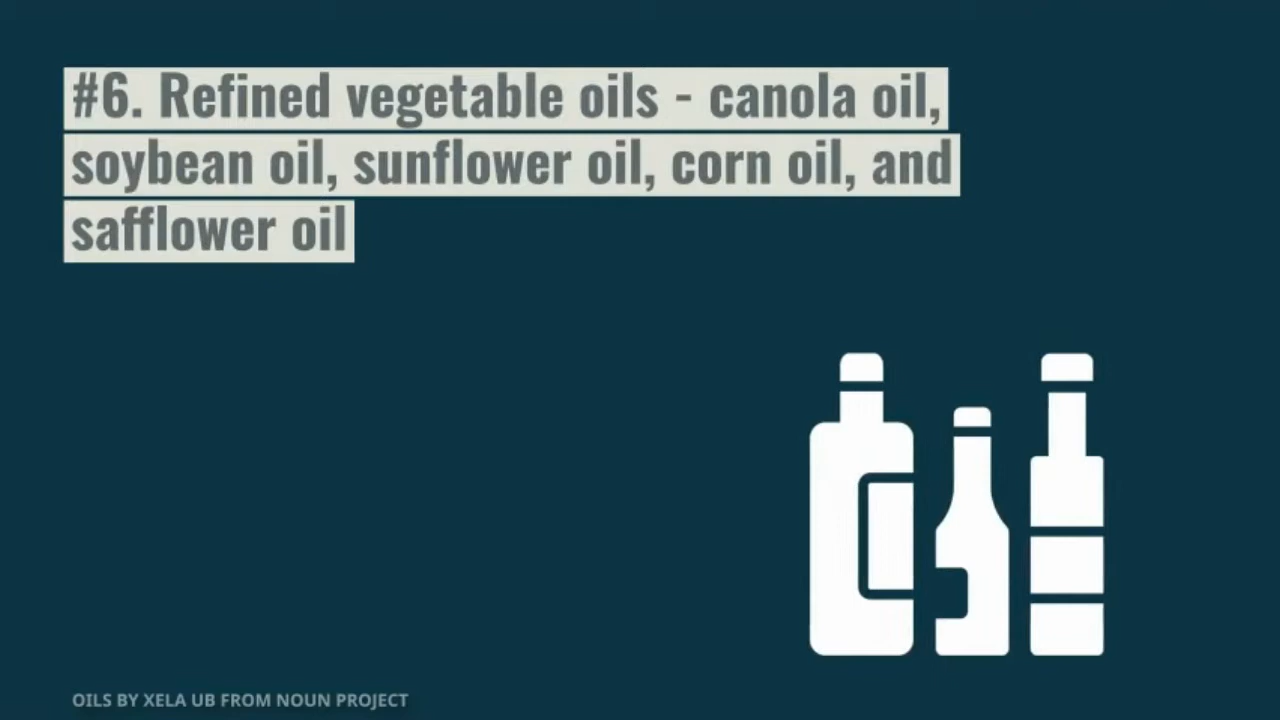 #6. Refined vegetable oils - canola oil,
soybean oil, sunflower oil, corn oil, and
safflower oil
OILS BY XELA UB FROM NOUN PROJECT